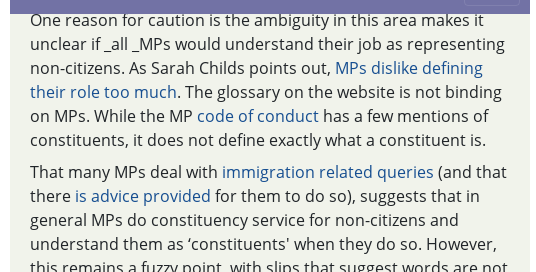 One reason for caution is the ambiguity in this area makes it
unclear if _all _MPs would understand their job as representing
non-citizens. As Sarah Childs points out, MPs dislike defining
their role too much. The glossary on the website is not binding
on MPs. While the MP code of conduct has a few mentions of
constituents, it does not define exactly what a constituent is.
That many MPs deal with immigration related queries (and that
there is advice provided for them to do so), suggests that in
general MPs do constituency service for non-citizens and
understand them as ‘constituents' when they do so. However,
this remains a fuzzy point, with slips that suggest words are not